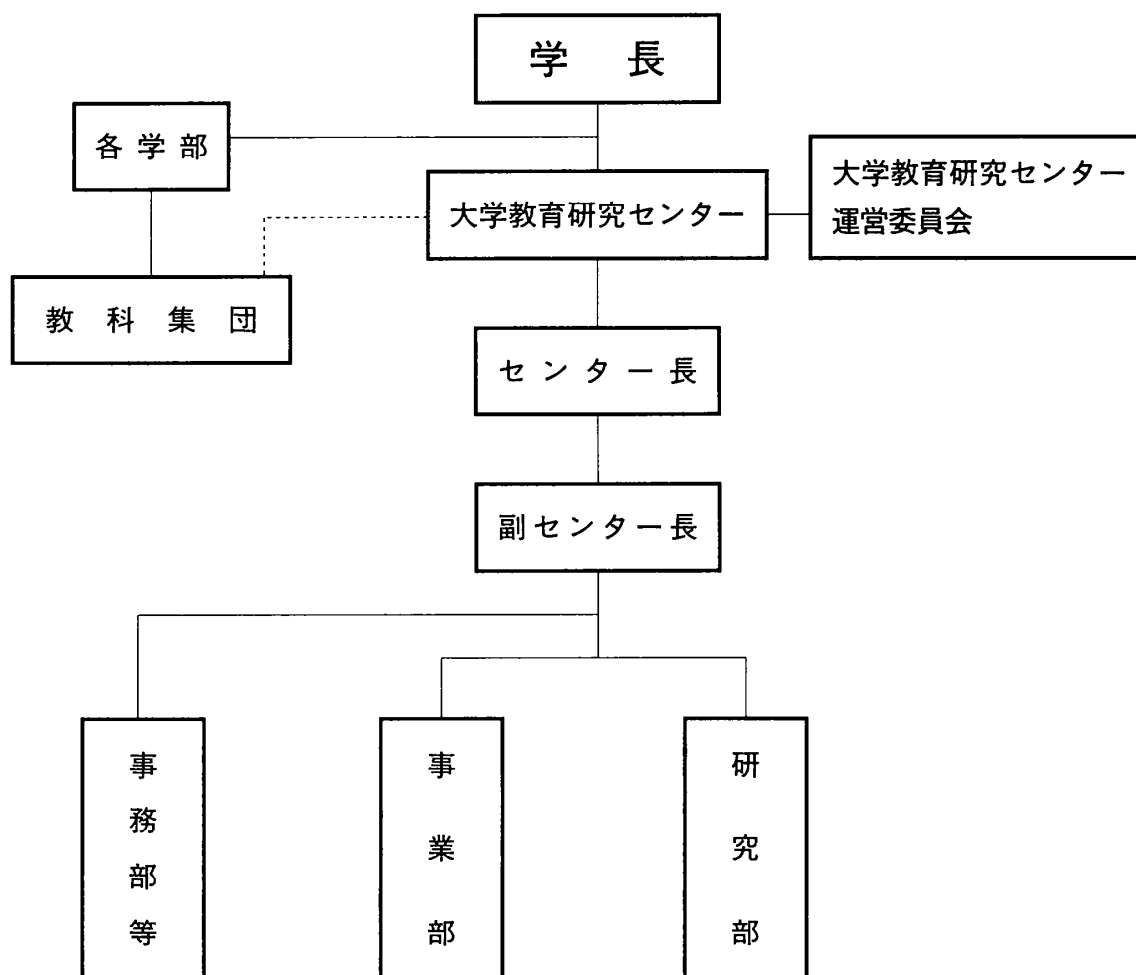 学長
各学部
大学教育研究センター
大学教育研究センター
運営委員会
教科集団
センター長
副センター長
事務部等
事業部
研究部